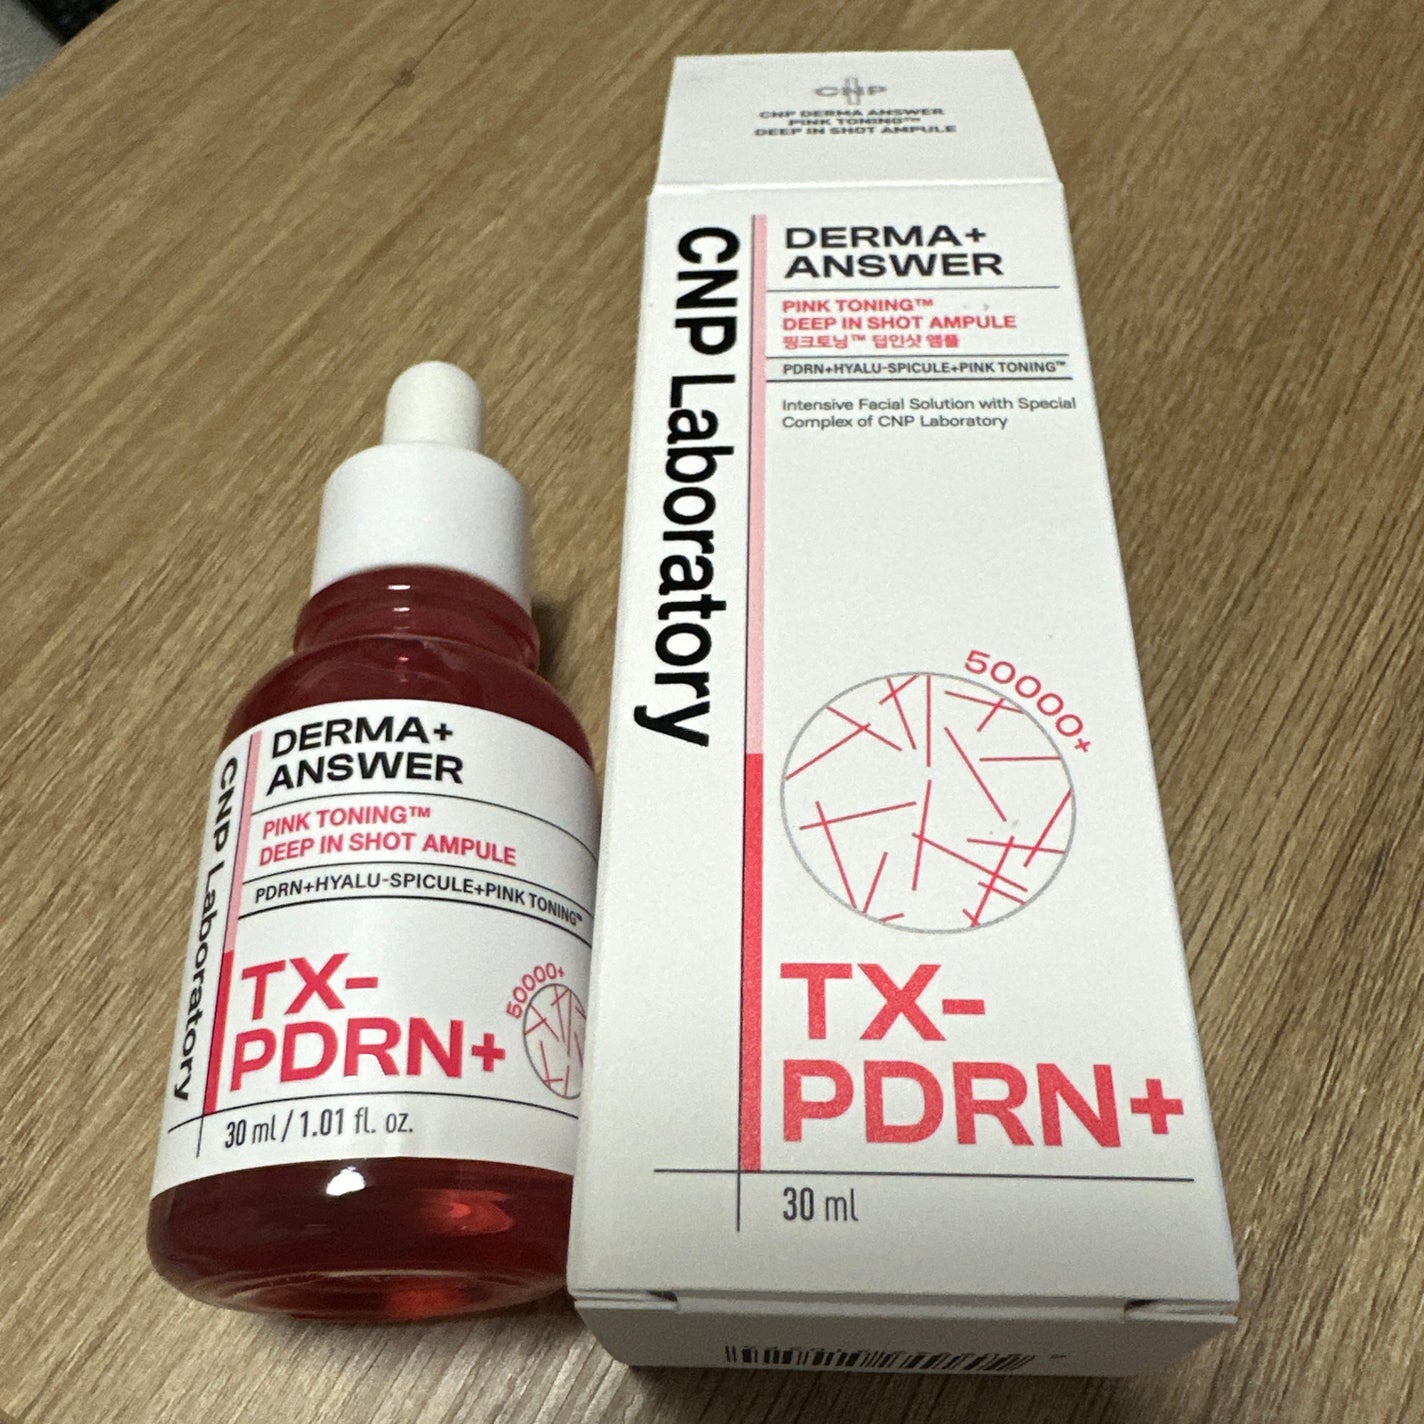 CNP
CNP DERMA ANSWER
PINK TONING™
DEEP IN SHOT AMPULE
CNP Laboratory
DERMA+
ANSWER
PINK TONING™
DEEP IN SHOT AMPULE
핑크토닝™ 딥인샷 앰플
PDRN+HYALU-SPICULE+PINK TONING™
Intensive Facial Solution with Special
Complex of CNP Laboratory
50000+
TX-
PDRN+
30 ml
CNP Laboratory
DERMA+
ANSWER
PINK TONING™
DEEP IN SHOT AMPULE
PDRN+HYALU-SPICULE+PINK TONING™
TX-
PDRN+
50000+
30 ml / 1.01 fl. oz.